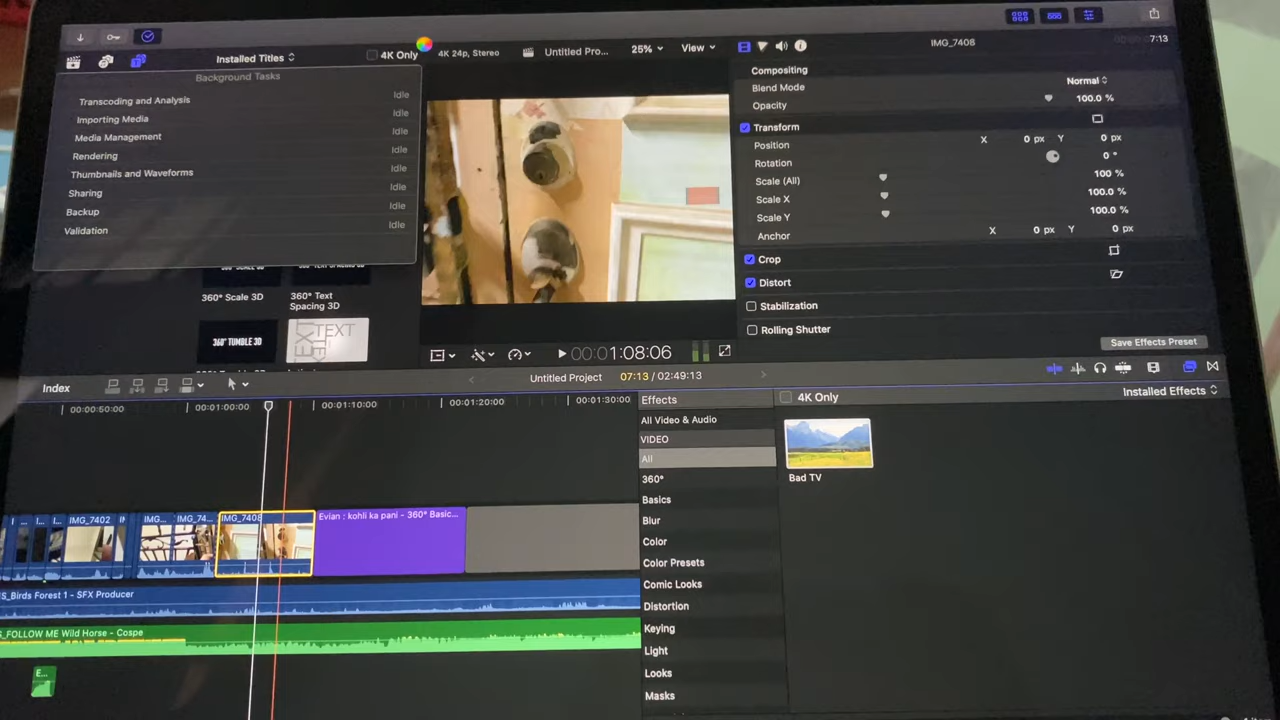 Installed Titles
4K Only
4K 24p, Stereo
Untitled Pro...
25%
View
IMG_7408
7:13
Background Tasks
Transcoding and Analysis Idle
Importing Media Idle
Media Management Idle
Rendering Idle
Thumbnails and Waveforms Idle
Sharing Idle
Backup Idle
Validation Idle
360° Scale 3D
360° Text
Spacing 3D
360° TUMBLE 3D
TEXT
Compositing
Blend Mode Normal
Opacity 100.0 %
Transform
Position X 0 px Y 0 px
Rotation 0 °
Scale (All) 100 %
Scale X 100.0 %
Scale Y 100.0 %
Anchor X 0 px Y 0 px
Crop
Distort
Stabilization
Rolling Shutter
Save Effects Preset
00:01:08:06
Index
Untitled Project 07:13 / 02:49:13
00:00:50:00
00:01:00:00
00:01:10:00
00:01:20:00
00:01:30:00
IMG_7402
IMG...
IMG_74...
IMG_7408
Evian : kohli ka pani - 360° Basic...
S_Birds Forest 1 - SFX Producer
S_FOLLOW ME Wild Horse - Cospe
E...
Effects
4K Only
Installed Effects
All Video & Audio
VIDEO
All
360°
Basics
Blur
Color
Color Presets
Comic Looks
Distortion
Keying
Light
Looks
Masks
Bad TV